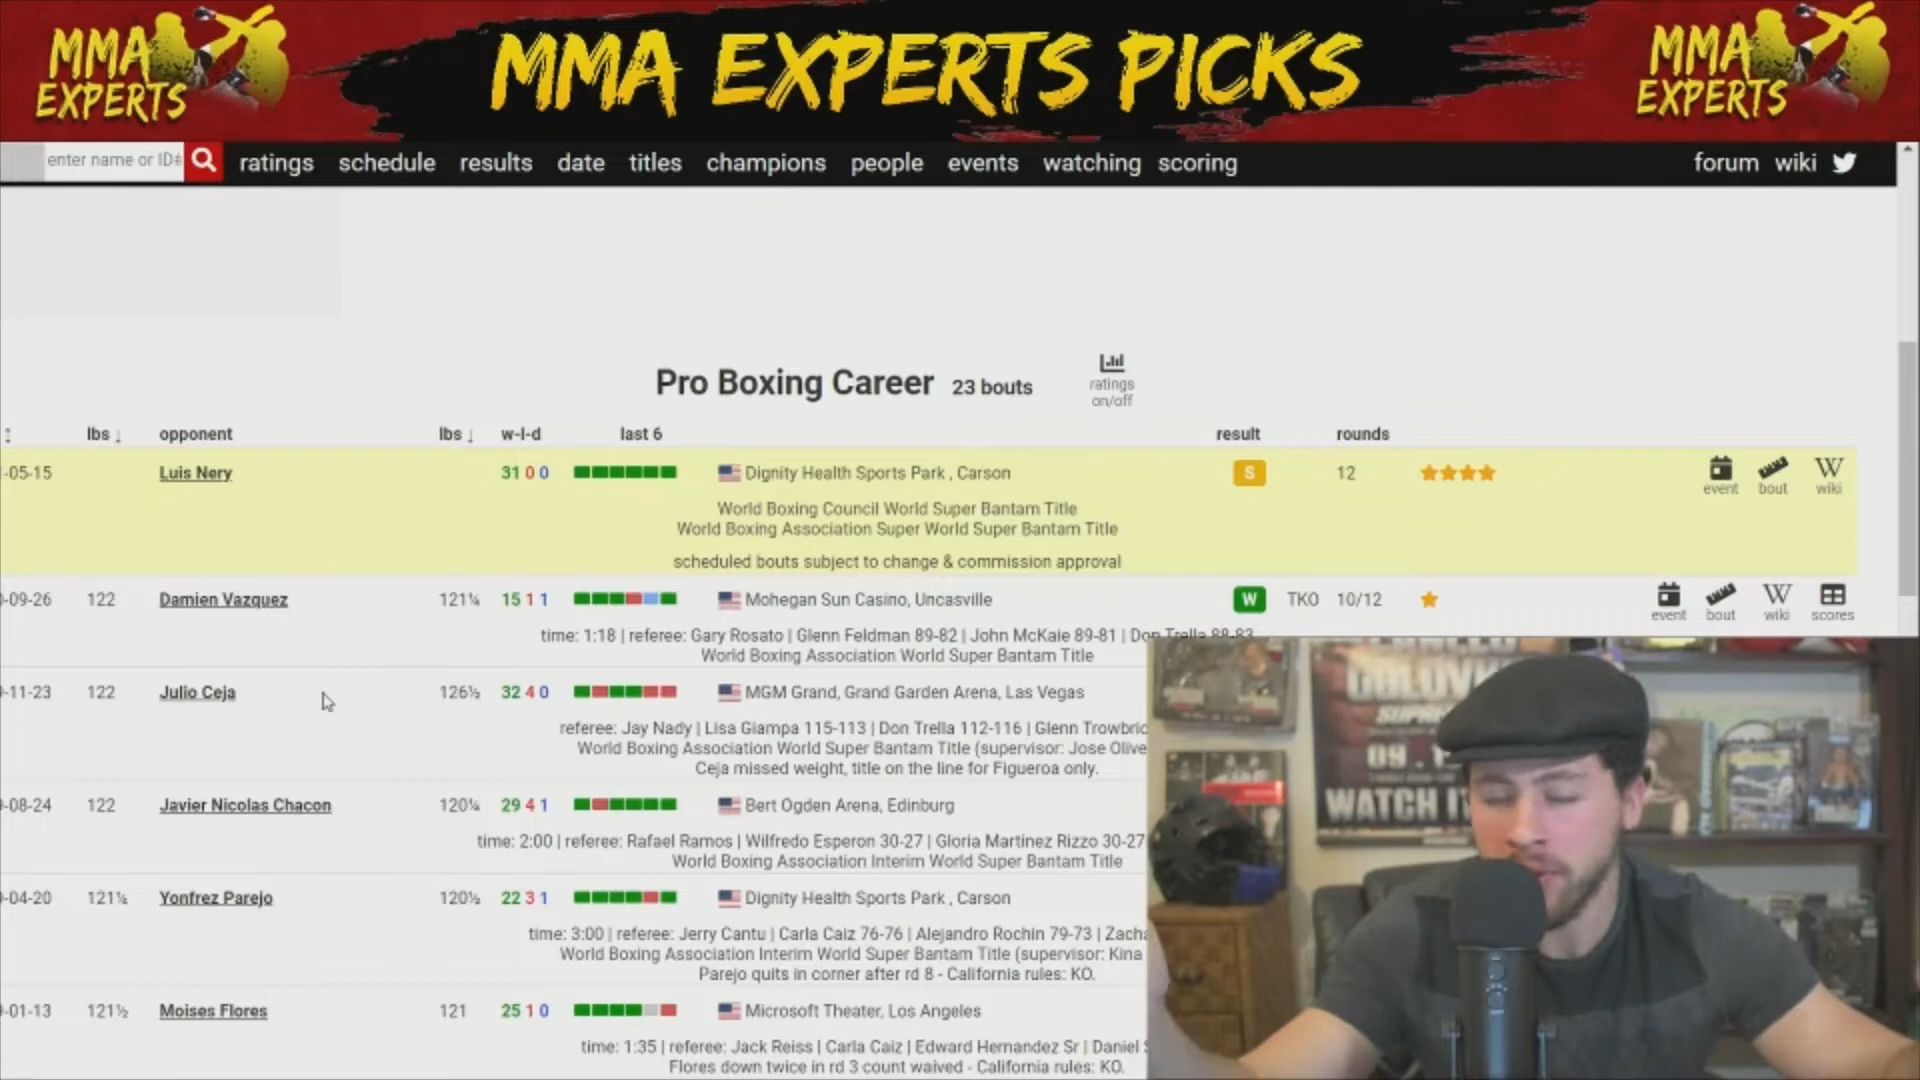 MMA EXPERTS
MMA EXPERTS PICKS
MMA EXPERTS
enter name or ID#
ratings schedule results date titles champions people events watching scoring forum wiki
Pro Boxing Career 23 bouts ratings on/off
lbs opponent lbs w-l-d last 6 result rounds
-05-15 Luis Nery 31 0 0 Dignity Health Sports Park , Carson S 12 event bout wiki
World Boxing Council World Super Bantam Title
World Boxing Association Super World Super Bantam Title
scheduled bouts subject to change & commission approval
-09-26 122 Damien Vazquez 121¼ 15 1 1 Mohegan Sun Casino, Uncasville W TKO 10/12 event bout wiki scores
time: 1:18 | referee: Gary Rosato | Glenn Feldman 89-82 | John McKaie 89-81 | Don Trella 88-83
World Boxing Association World Super Bantam Title
-11-23 122 Julio Ceja 126½ 32 4 0 MGM Grand, Grand Garden Arena, Las Vegas
referee: Jay Nady | Lisa Giampa 115-113 | Don Trella 112-116 | Glenn Trowbric
World Boxing Association World Super Bantam Title (supervisor: Jose Olive
Ceja missed weight, title on the line for Figueroa only.
-08-24 122 Javier Nicolas Chacon 120¼ 29 4 1 Bert Ogden Arena, Edinburg
time: 2:00 | referee: Rafael Ramos | Wilfredo Esperon 30-27 | Gloria Martinez Rizzo 30-27
World Boxing Association Interim World Super Bantam Title
-04-20 121¼ Yonfrez Parejo 120½ 22 3 1 Dignity Health Sports Park , Carson
time: 3:00 | referee: Jerry Cantu | Carla Caiz 76-76 | Alejandro Rochin 79-73 | Zacha
World Boxing Association Interim World Super Bantam Title (supervisor: Kina
Parejo quits in corner after rd 8 - California rules: KO.
-01-13 121½ Moises Flores 121 25 1 0 Microsoft Theater, Los Angeles
time: 1:35 | referee: Jack Reiss | Carla Caiz | Edward Hernandez Sr | Daniel
Flores down twice in rd 3 count waived - California rules: KO.
09
WATCH IT